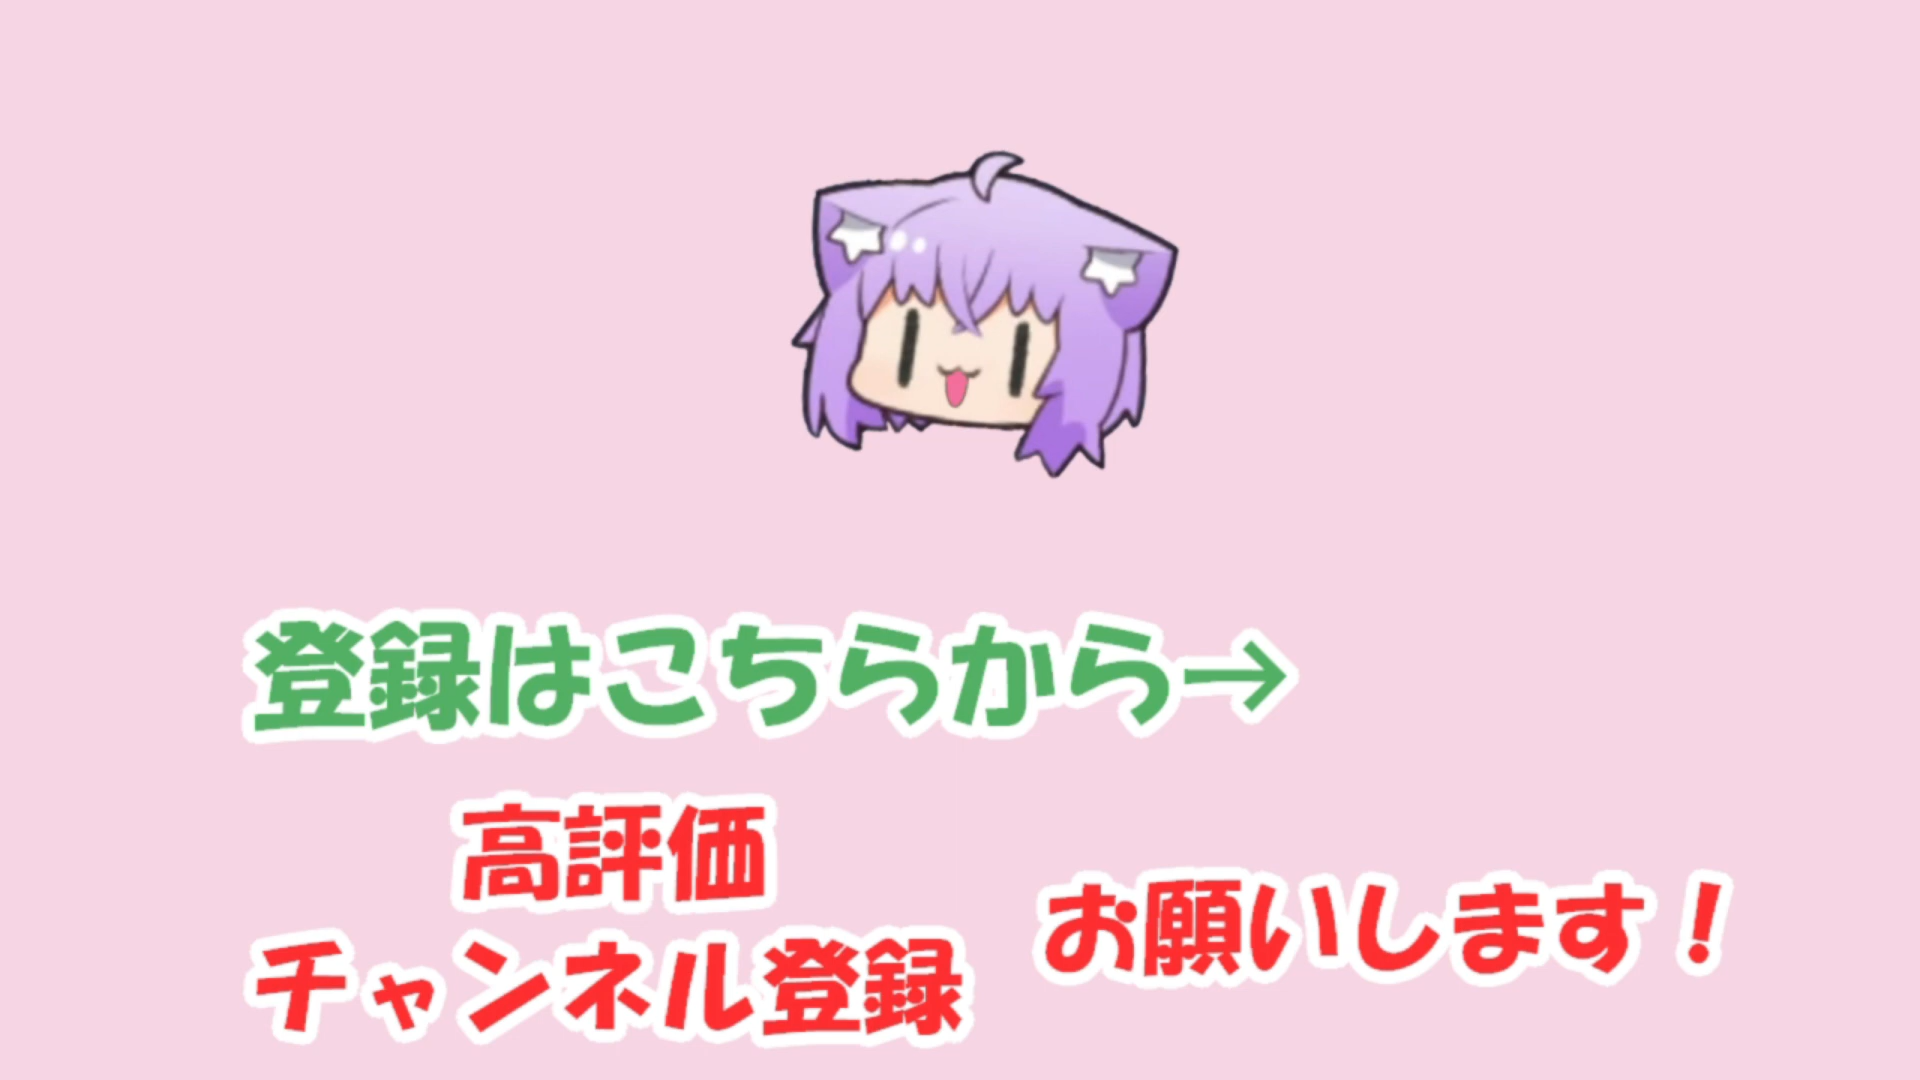 登録はこちらから→
高評価
チャンネル登録
お願いします！